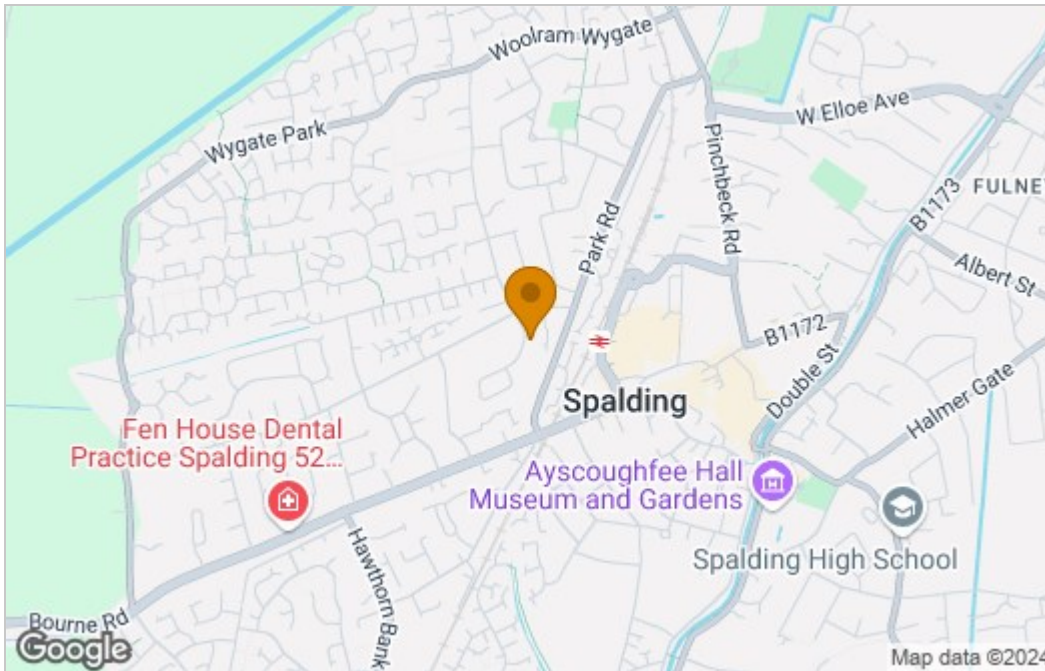 Woolram Wygate
W Elloe Ave
Wygate Park
Pinchbeck Rd
FULNEY
B1173
Park Rd
Albert St
B1172
Double St
Spalding
Halmer Gate
Fen House Dental
Practice Spalding 52...
Ayscoughfee Hall
Museum and Gardens
Spalding High School
Hawthorn Bank
Bourne Rd
Google
Map data ©2024